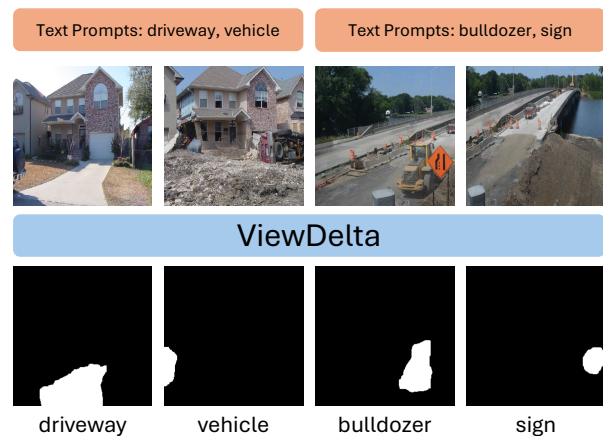 Text Prompts: driveway, vehicle
Text Prompts: bulldozer, sign
ViewDelta
driveway
vehicle
bulldozer
sign